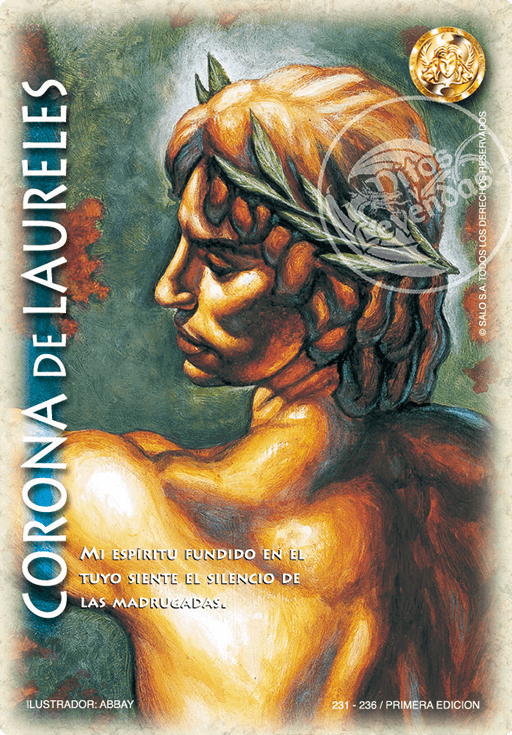 CORONA DE LAURELES
Mitos
Leyendas
© SALO S.A. TODOS LOS DERECHOS RESERVADOS
MI ESPÍRITU FUNDIDO EN EL
TUYO SIENTE EL SILENCIO DE
LAS MADRUGADAS.
ILUSTRADOR: ABBAY
231 - 236 / PRIMERA EDICION